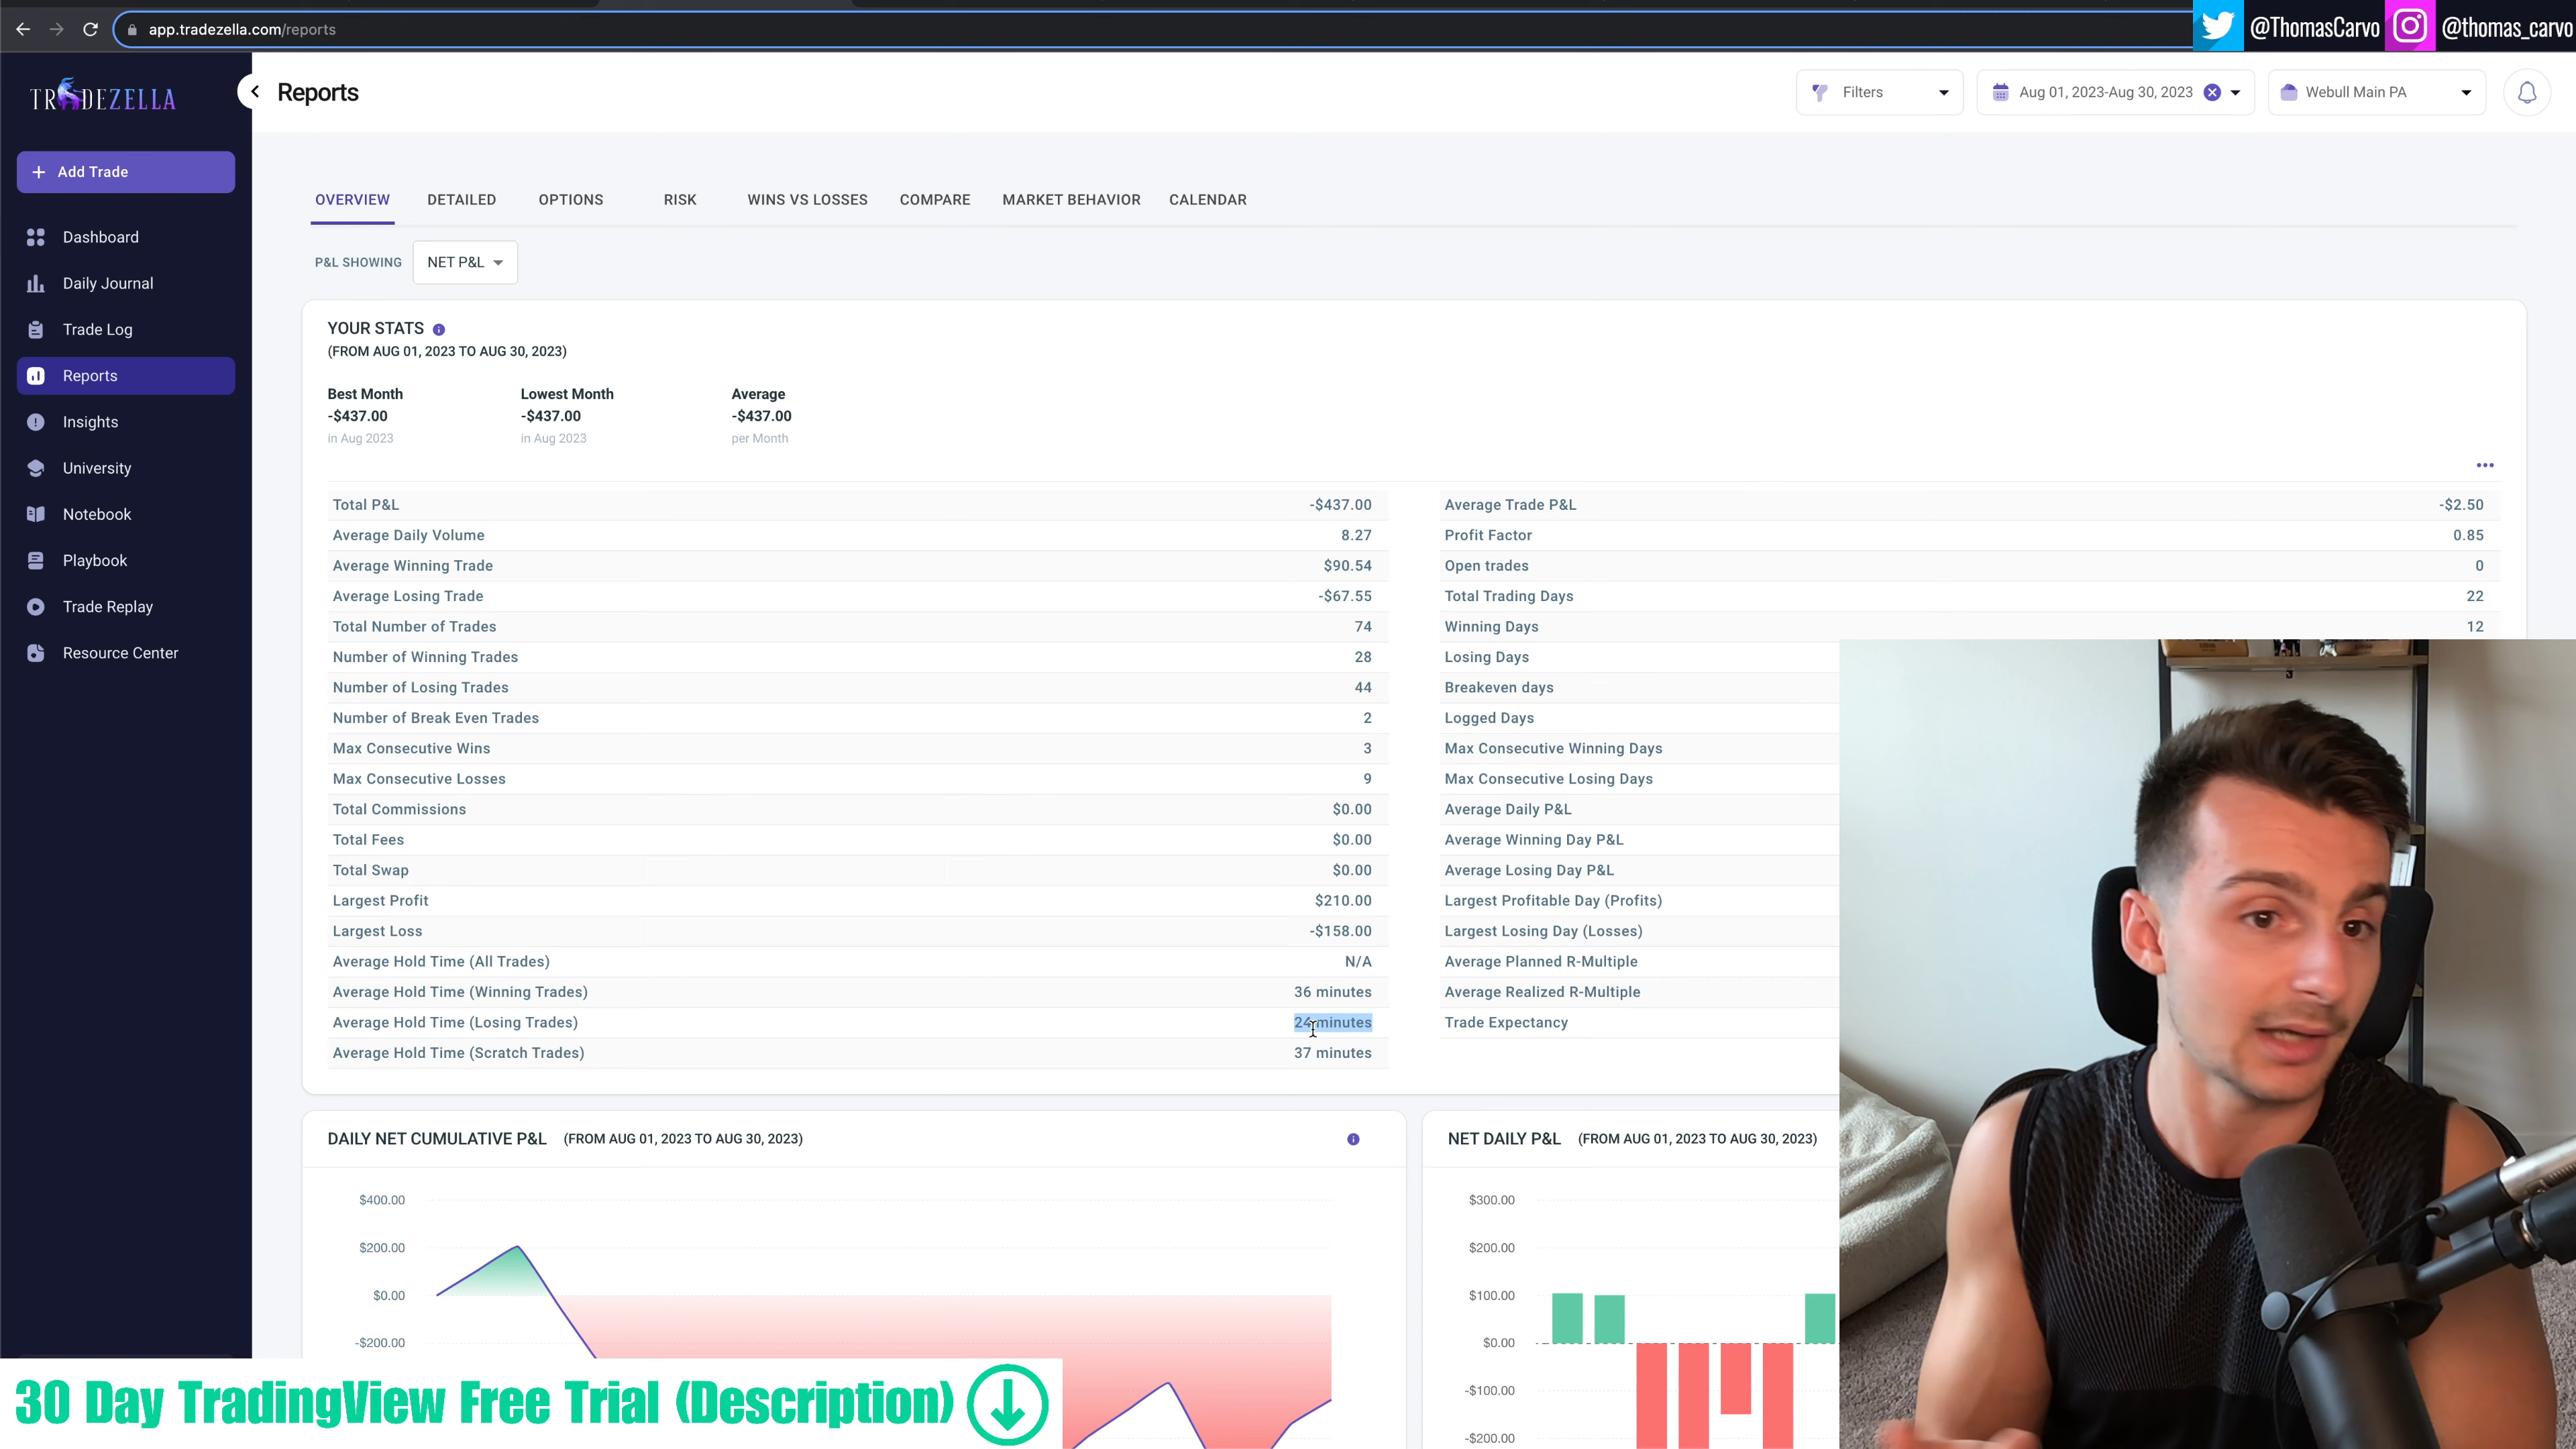 app.tradezella.com/reports
@ThomasCarvo
@thomas_carvo
TRADEZELLA
Reports
Filters
Aug 01, 2023-Aug 30, 2023
Webull Main PA
+ Add Trade
Dashboard
Daily Journal
Trade Log
Reports
Insights
University
Notebook
Playbook
Trade Replay
Resource Center
OVERVIEW DETAILED OPTIONS RISK WINS VS LOSSES COMPARE MARKET BEHAVIOR CALENDAR
P&L SHOWING NET P&L
YOUR STATS
(FROM AUG 01, 2023 TO AUG 30, 2023)
Best Month Lowest Month Average
-$437.00 -$437.00 -$437.00
in Aug 2023 in Aug 2023 per Month
Total P&L -$437.00
Average Daily Volume 8.27
Average Winning Trade $90.54
Average Losing Trade -$67.55
Total Number of Trades 74
Number of Winning Trades 28
Number of Losing Trades 44
Number of Break Even Trades 2
Max Consecutive Wins 3
Max Consecutive Losses 9
Total Commissions $0.00
Total Fees $0.00
Total Swap $0.00
Largest Profit $210.00
Largest Loss -$158.00
Average Hold Time (All Trades) N/A
Average Hold Time (Winning Trades) 36 minutes
Average Hold Time (Losing Trades) 24 minutes
Average Hold Time (Scratch Trades) 37 minutes
Average Trade P&L -$2.50
Profit Factor 0.85
Open trades 0
Total Trading Days 22
Winning Days 12
Losing Days
Breakeven days
Logged Days
Max Consecutive Winning Days
Max Consecutive Losing Days
Average Daily P&L
Average Winning Day P&L
Average Losing Day P&L
Largest Profitable Day (Profits)
Largest Losing Day (Losses)
Average Planned R-Multiple
Average Realized R-Multiple
Trade Expectancy
DAILY NET CUMULATIVE P&L (FROM AUG 01, 2023 TO AUG 30, 2023)
$400.00
$200.00
$0.00
-$200.00
NET DAILY P&L (FROM AUG 01, 2023 TO AUG 30, 2023)
$300.00
$200.00
$100.00
$0.00
-$100.00
-$200.00
30 Day TradingView Free Trial (Description)